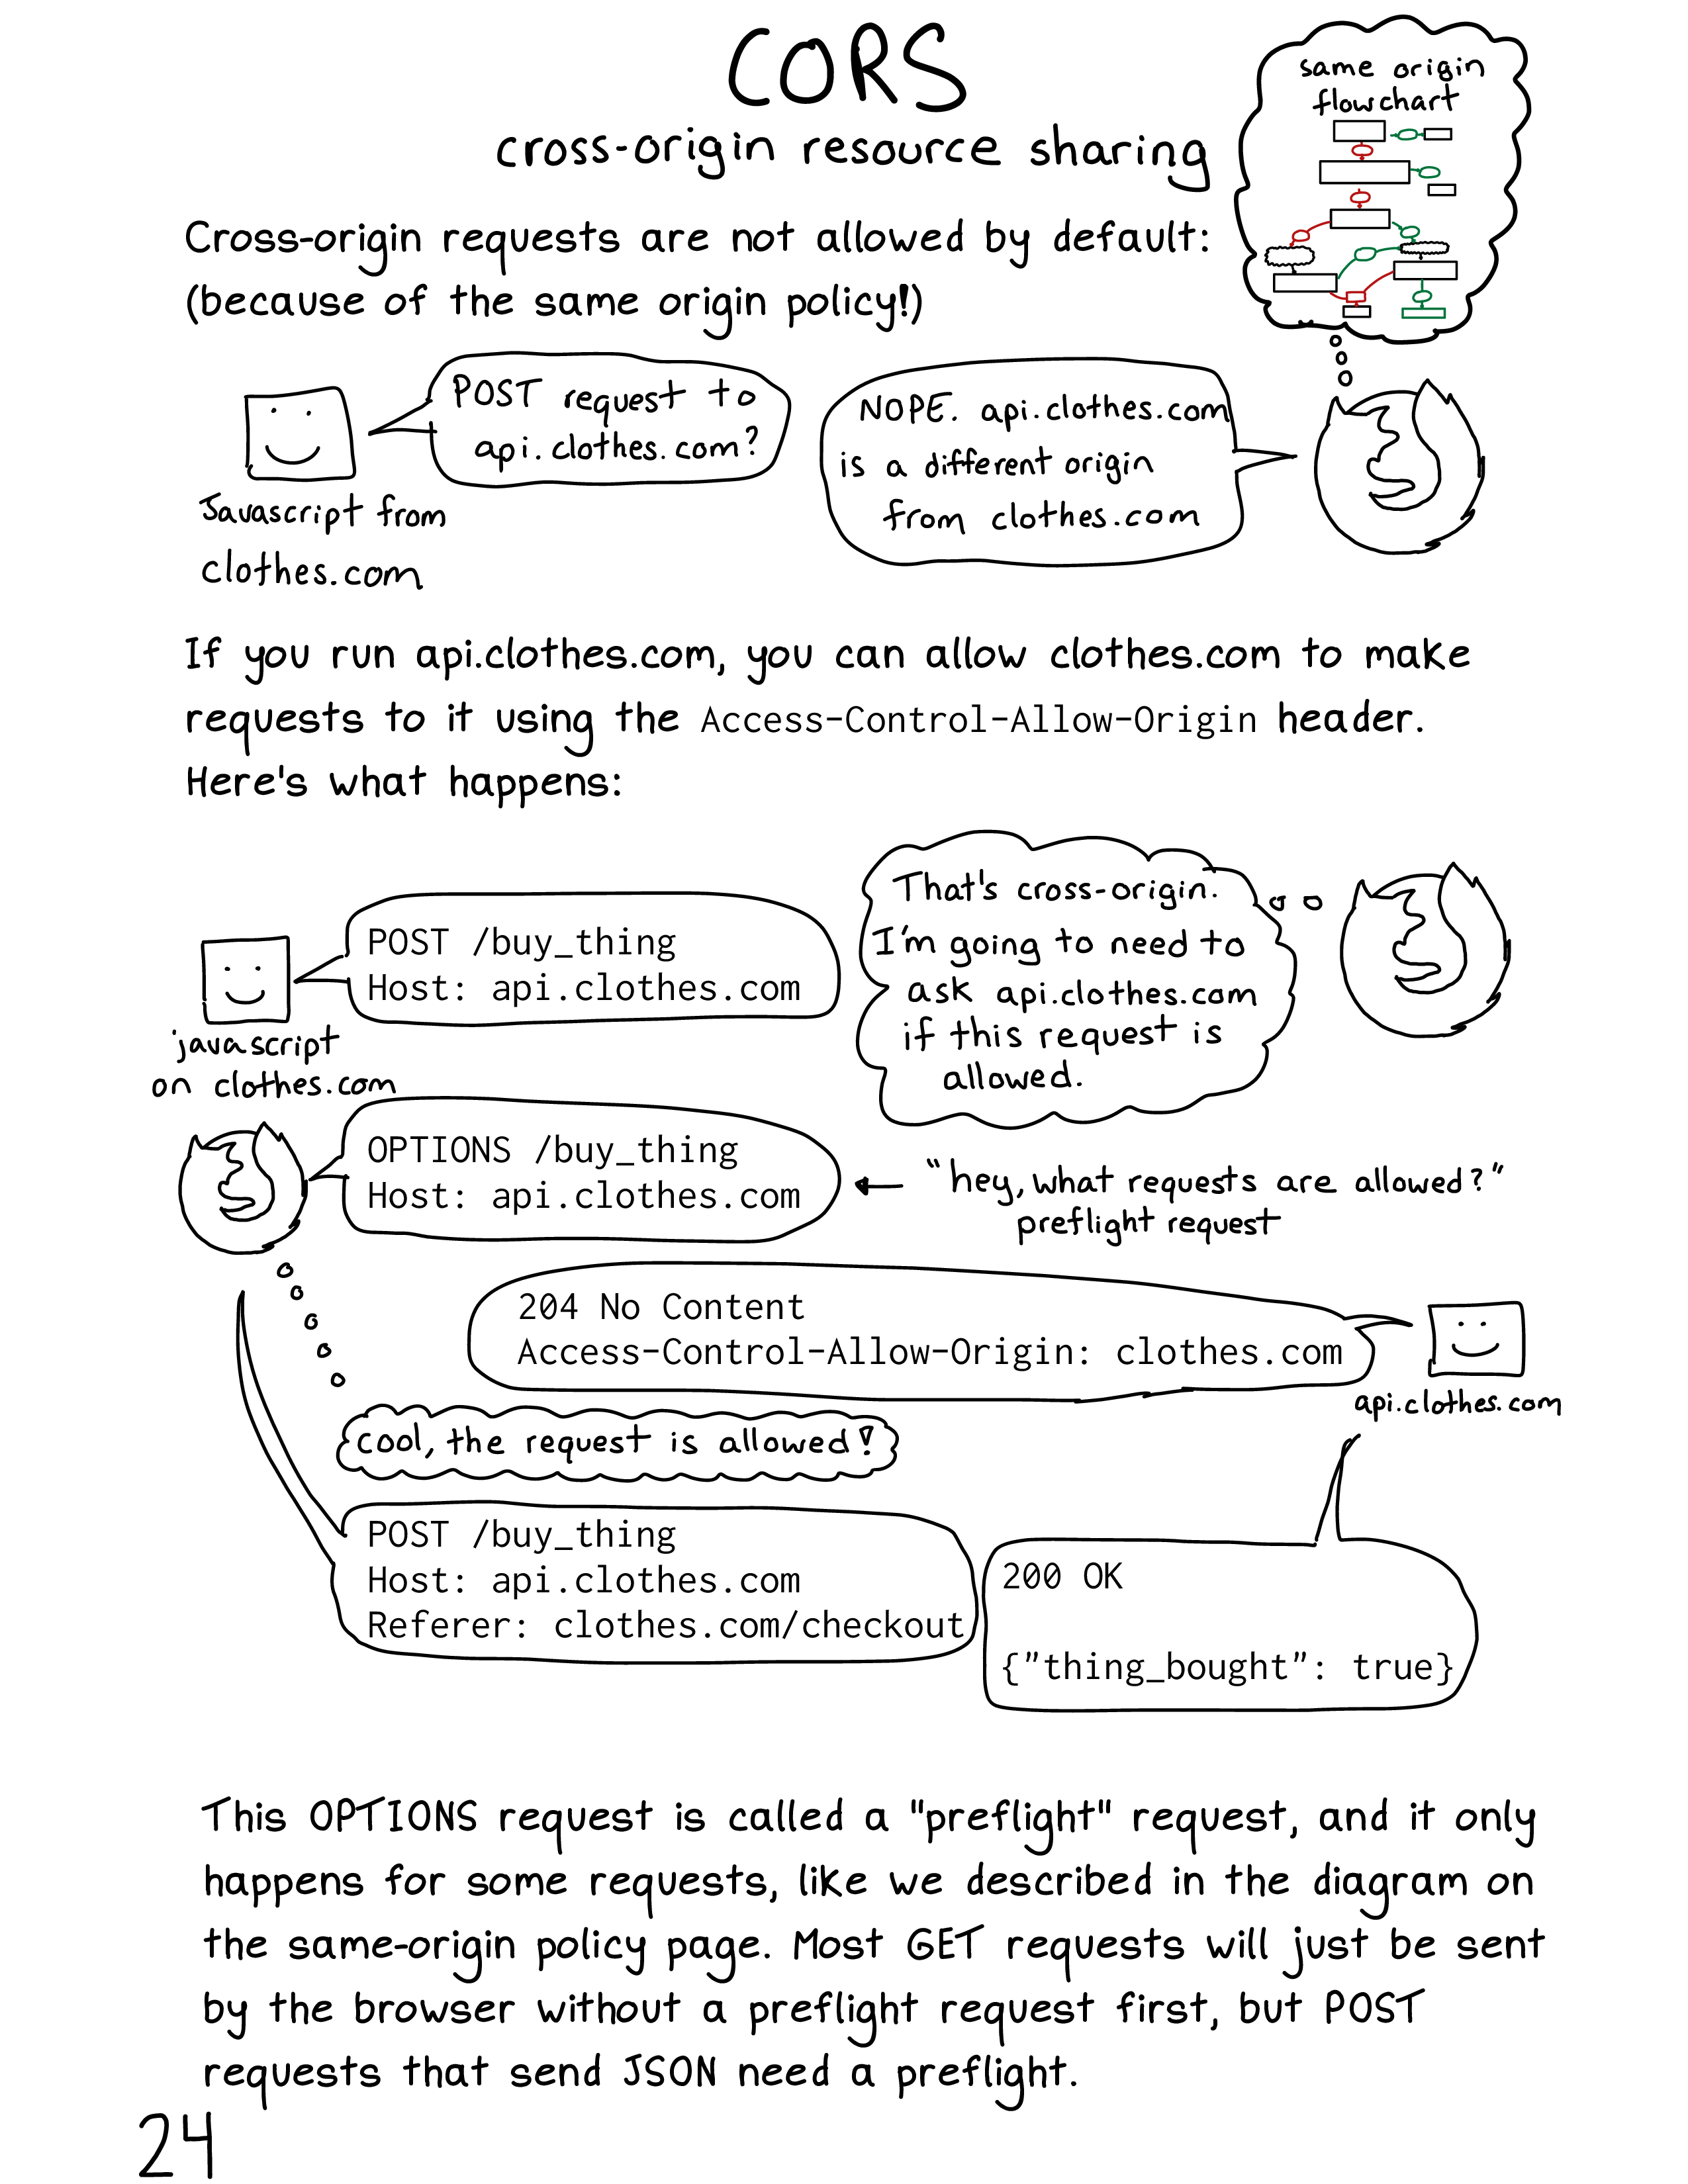 CORS
cross-origin resource sharing
same origin
flowchart
Cross-origin requests are not allowed by default:
(because of the same origin policy!)
POST request to
api.clothes.com?
Javascript from
clothes.com
NOPE. api.clothes.com
is a different origin
from clothes.com
If you run api.clothes.com, you can allow clothes.com to make
requests to it using the Access-Control-Allow-Origin header.
Here's what happens:
POST /buy_thing
Host: api.clothes.com
javascript
on clothes.com
That's cross-origin.
I'm going to need to
ask api.clothes.com
if this request is
allowed.
OPTIONS /buy_thing
Host: api.clothes.com
"hey, what requests are allowed?"
preflight request
204 No Content
Access-Control-Allow-Origin: clothes.com
api.clothes.com
cool, the request is allowed!
POST /buy_thing
Host: api.clothes.com
Referer: clothes.com/checkout
200 OK
{"thing_bought": true}
This OPTIONS request is called a "preflight" request, and it only
happens for some requests, like we described in the diagram on
the same-origin policy page. Most GET requests will just be sent
by the browser without a preflight request first, but POST
requests that send JSON need a preflight.
24